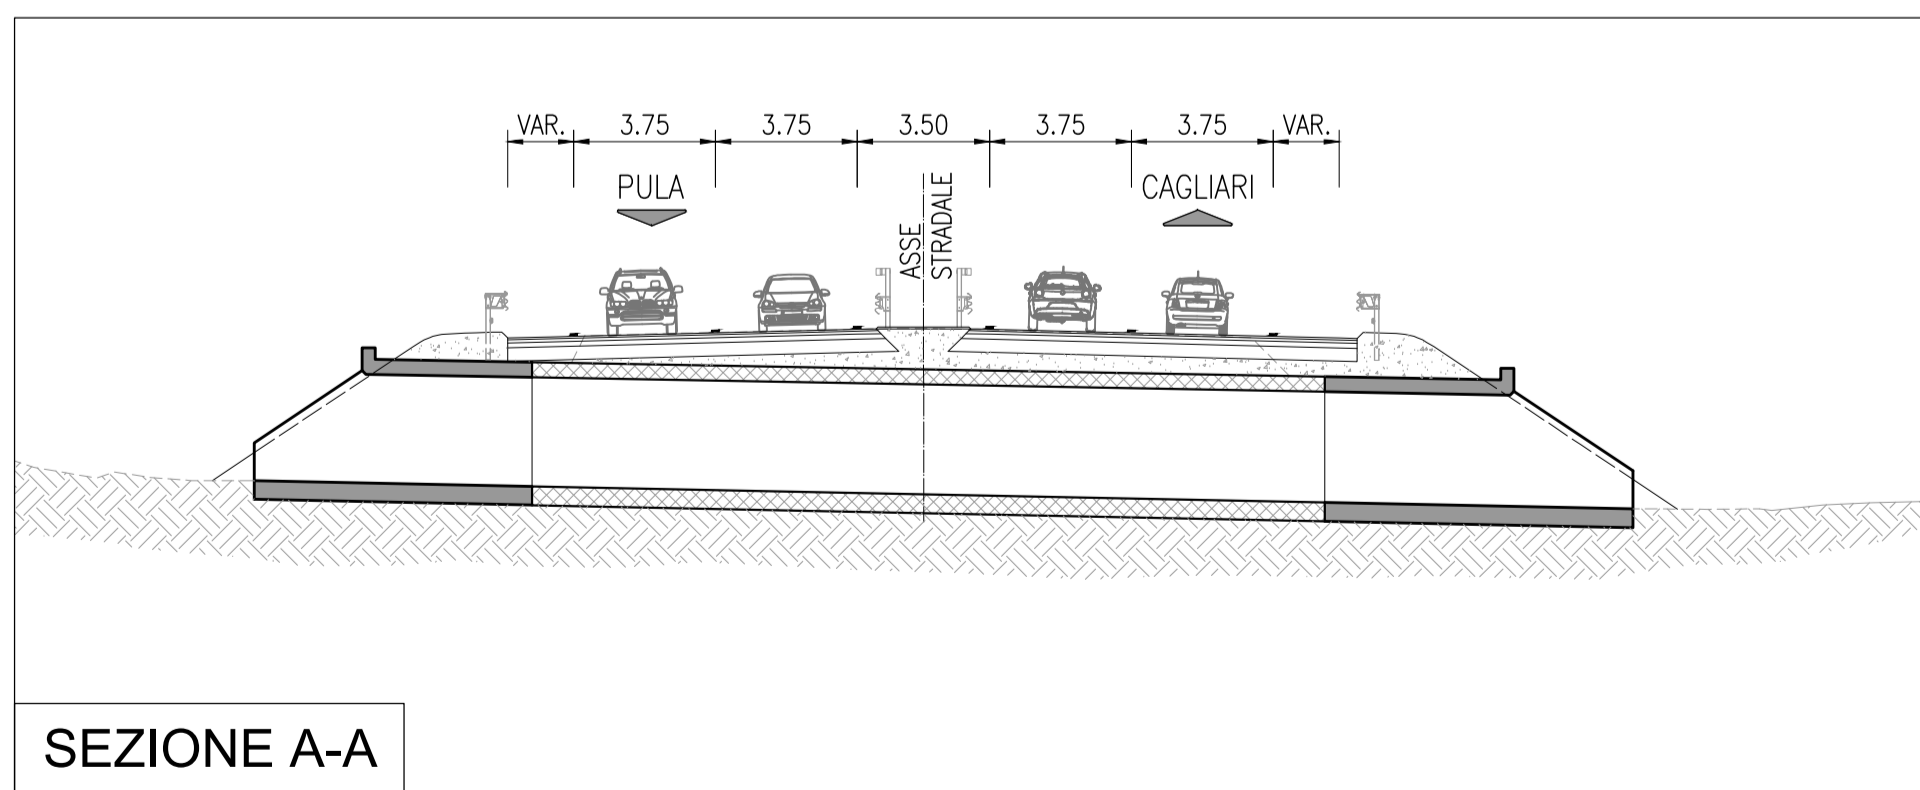 VAR. 3.75 3.75 3.50 3.75 3.75 VAR.
PULA
CAGLIARI
ASSE
STRADALE
SEZIONE A-A